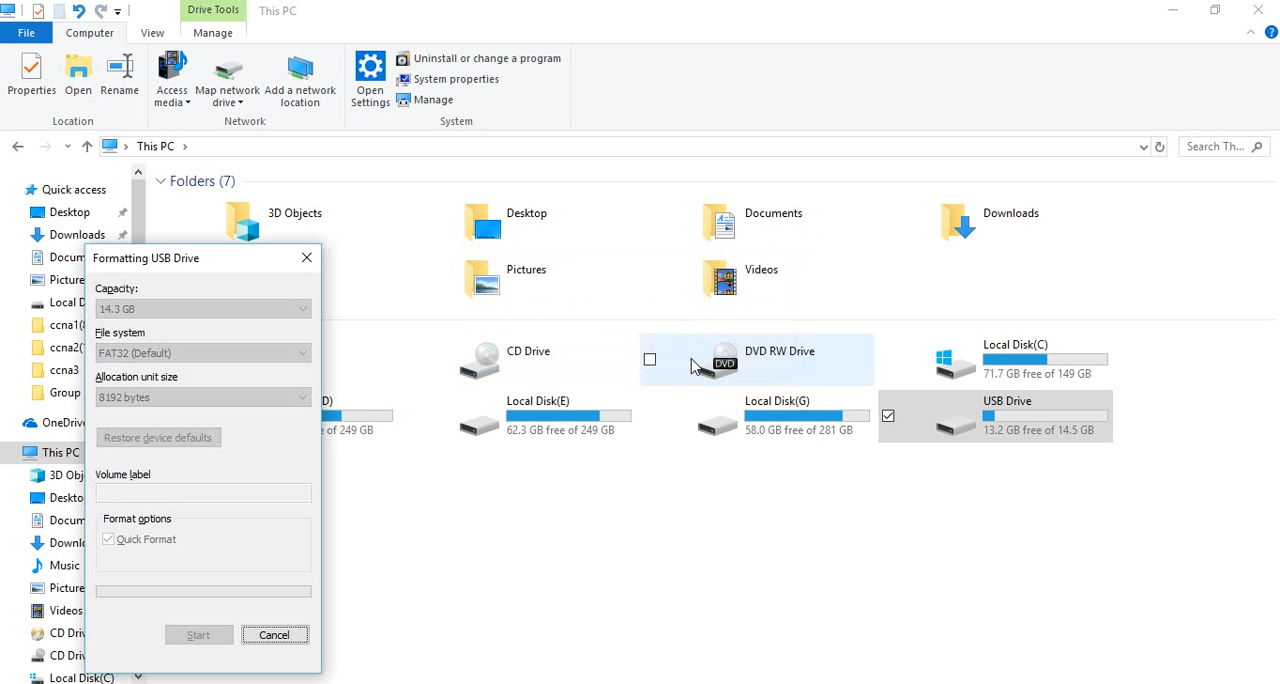 Drive Tools
This PC
File
Computer
View
Manage
Properties
Open
Rename
Access media
Map network drive
Add a network location
Open Settings
Uninstall or change a program
System properties
Manage
Location
Network
System
This PC
Search Th...
Quick access
Desktop
Downloads
Docum
Picture
Local D
ccna1(8
ccna2(
ccna3
Group
OneDrive
This PC
3D Obj
Deskto
Docum
Downl
Music
Picture
Videos
CD Driv
CD Driv
Local Disk(C)
Folders (7)
3D Objects
Desktop
Documents
Downloads
Pictures
Videos
CD Drive
DVD
DVD RW Drive
Local Disk(C)
71.7 GB free of 149 GB
D)
ee of 249 GB
Local Disk(E)
62.3 GB free of 249 GB
Local Disk(G)
58.0 GB free of 281 GB
USB Drive
13.2 GB free of 14.5 GB
Formatting USB Drive
Capacity:
14.3 GB
File system
FAT32 (Default)
Allocation unit size
8192 bytes
Restore device defaults
Volume label
Format options
Quick Format
Start
Cancel